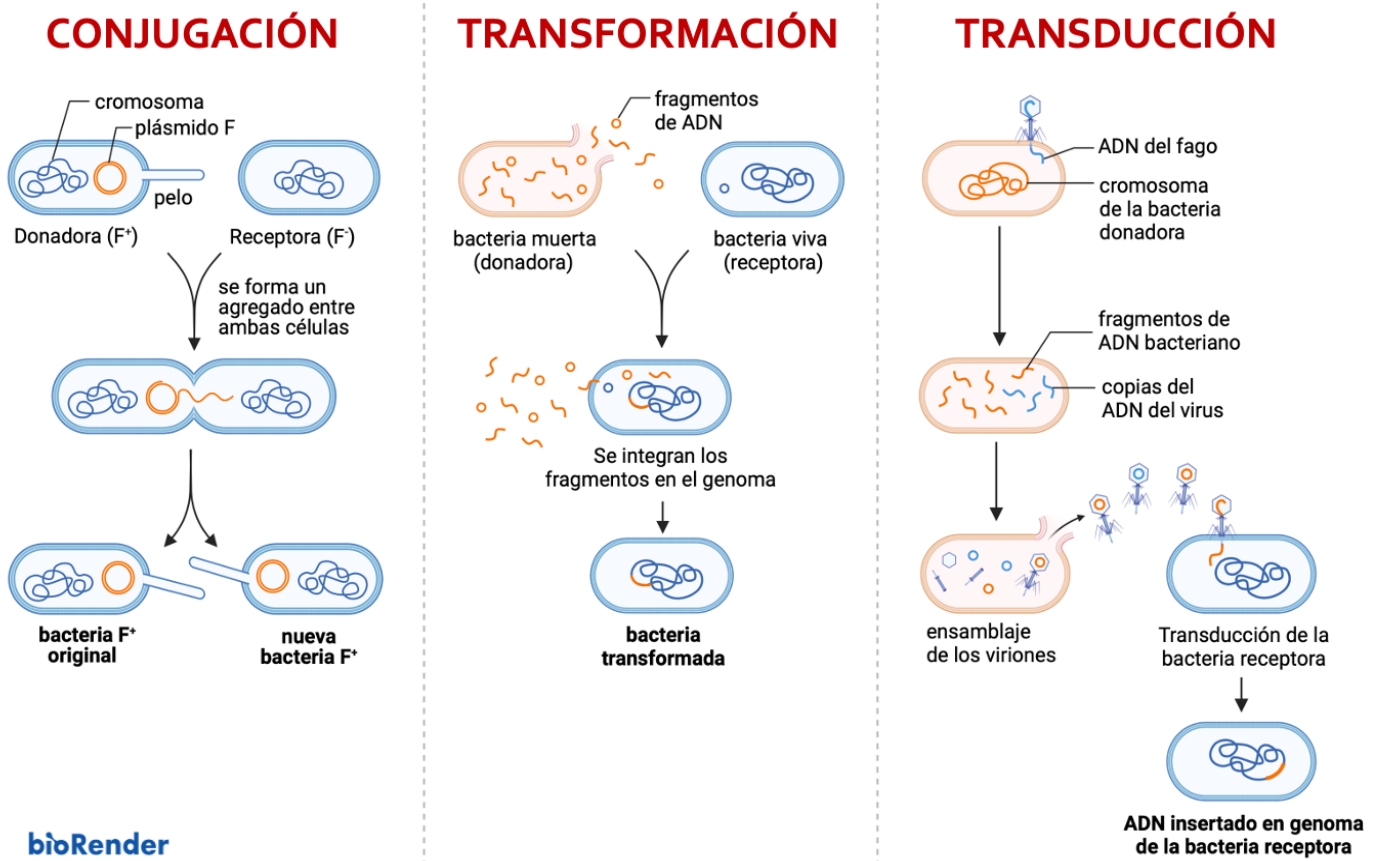 CONJUGACIÓN
cromosoma
plásmido F
pelo
Donadora (F⁺)
Receptora (F⁻)
se forma un
agregado entre
ambas células
bacteria F⁺
original
nueva
bacteria F⁺
TRANSFORMACIÓN
fragmentos
de ADN
bacteria muerta
(donadora)
bacteria viva
(receptora)
Se integran los
fragmentos en el genoma
bacteria
transformada
TRANSDUCCIÓN
ADN del fago
cromosoma
de la bacteria
donadora
fragmentos de
ADN bacteriano
copias del
ADN del virus
ensamblaje
de los viriones
Transducción de la
bacteria receptora
ADN insertado en genoma
de la bacteria receptora
bioRender